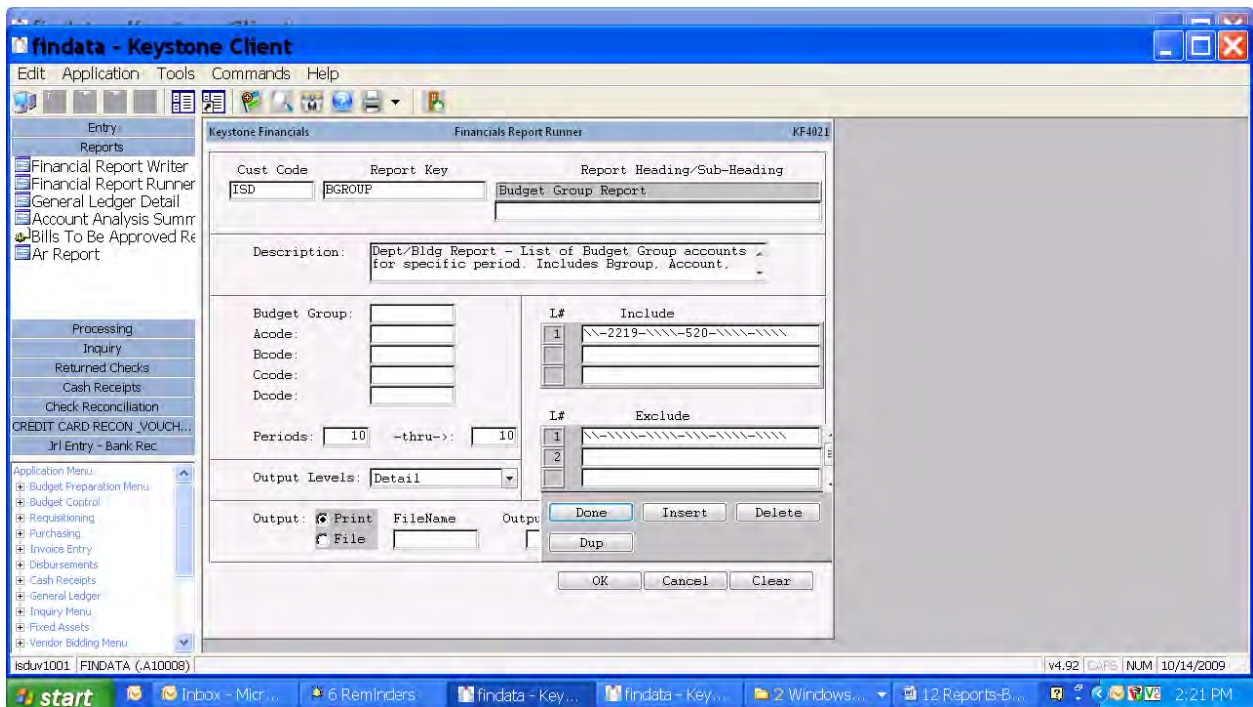 findata - Keystone Client
Edit Application Tools Commands Help
Entry
Reports
Financial Report Writer
Financial Report Runner
General Ledger Detail
Account Analysis Summ
Bills To Be Approved Re
Ar Report
Processing
Inquiry
Returned Checks
Cash Receipts
Check Reconciliation
CREDIT CARD RECON_VOUCH...
Jrl Entry - Bank Rec
Application Menu
Budget Preparation Menu
Budget Control
Requisitioning
Purchasing
Invoice Entry
Disbursements
Cash Receipts
General Ledger
Inquiry Menu
Fixed Assets
Vendor Bidding Menu
Keystone Financials Financials Report Runner KF4021
Cust Code Report Key Report Heading/Sub-Heading
ISD BGROUP Budget Group Report
Description: Dept/Bldg Report - List of Budget Group accounts
for specific period. Includes Bgroup, Account,
Budget Group:
Acode:
Bcode:
Ccode:
Dcode:
Periods: 10 -thru->: 10
Output Levels: Detail
Output: Print FileName Outpu
File
L# Include
1 \\-2219-\\\\-520-\\\\-\\\\
L# Exclude
1 \\-\\\\-\\\\-\\\-\\\\-\\\\
2
Done Insert Delete
Dup
OK Cancel Clear
isduv1001 FINDATA (.A10008) v4.92 CAPS NUM 10/14/2009
start Inbox - Micr... 6 Reminders findata - Key... findata - Key... 2 Windows... 12 Reports-B... 2:21 PM